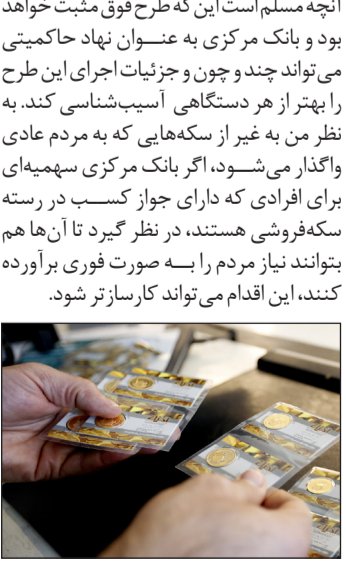 آنچه مسلم است این که طرح فوق مثبت خواهد
بود و بانک مرکزی به عنـــوان نهاد حاکمیتی
می‌تواند چند و چون و جزئیات اجرای این طرح
را بهتر از هر دستگاهی آسیب‌شناسی کند. به
نظر من به غیر از سکه‌هایی که به مردم عادی
واگذار می‌شـــود، اگر بانک مرکزی سهمیه‌ای
برای افرادی که دارای جواز کســـب در رسته
سکه‌فروشی هستند، در نظر گیرد تا آن‌ها هم
بتوانند نیاز مردم را بـــه صورت فوری برآورده
کنند، این اقدام می‌تواند کارسازتر شود.